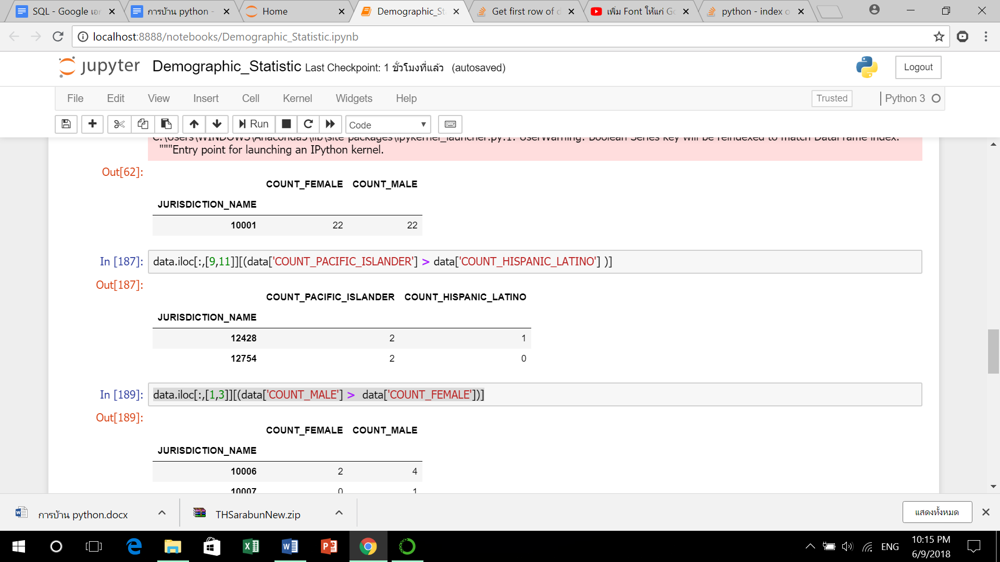 SQL - Google เอ
การบ้าน python -
Home
Demographic_St
Get first row of d
เพิ่ม Font ให้แก่ Go
python - index o
localhost:8888/notebooks/Demographic_Statistic.ipynb
jupyter Demographic_Statistic Last Checkpoint: 1 ชั่วโมงที่แล้ว (autosaved)
Logout
File Edit View Insert Cell Kernel Widgets Help
Trusted
Python 3
Run
Code
C:\Users\WINDOWS\Anaconda3\lib\site-packages\ipykernel_launcher.py:1: UserWarning: Boolean Series key will be reindexed to match DataFrame index.
"""Entry point for launching an IPython kernel.
Out[62]:
COUNT_FEMALE COUNT_MALE
JURISDICTION_NAME
10001 22 22
In [187]: data.iloc[:,[9,11]][(data['COUNT_PACIFIC_ISLANDER'] > data['COUNT_HISPANIC_LATINO'] )]
Out[187]:
COUNT_PACIFIC_ISLANDER COUNT_HISPANIC_LATINO
JURISDICTION_NAME
12428 2 1
12754 2 0
In [189]: data.iloc[:,[1,3]][(data['COUNT_MALE'] > data['COUNT_FEMALE'])]
Out[189]:
COUNT_FEMALE COUNT_MALE
JURISDICTION_NAME
10006 2 4
10007 0 1
การบ้าน python.docx
THSarabunNew.zip
แสดงทั้งหมด
ENG
10:15 PM
6/9/2018